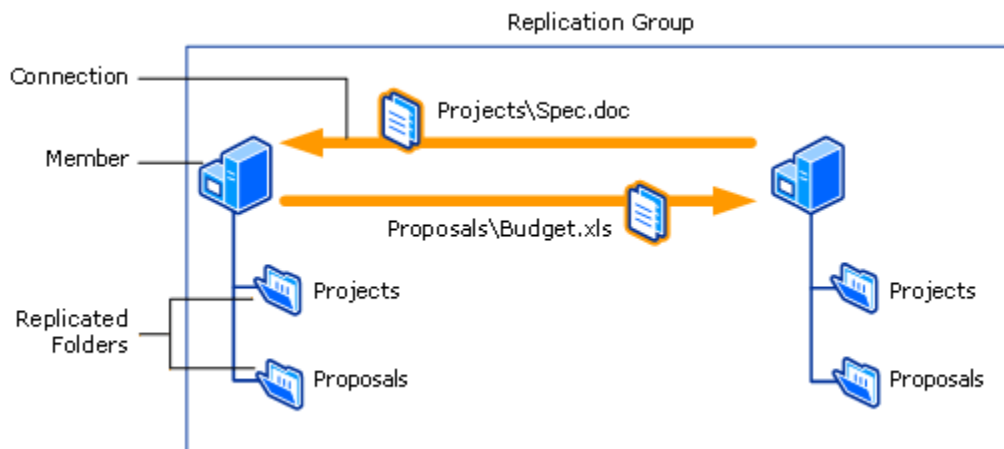 Replication Group
Connection
Projects\Spec.doc
Member
Proposals\Budget.xls
Projects
Projects
Replicated
Folders
Proposals
Proposals